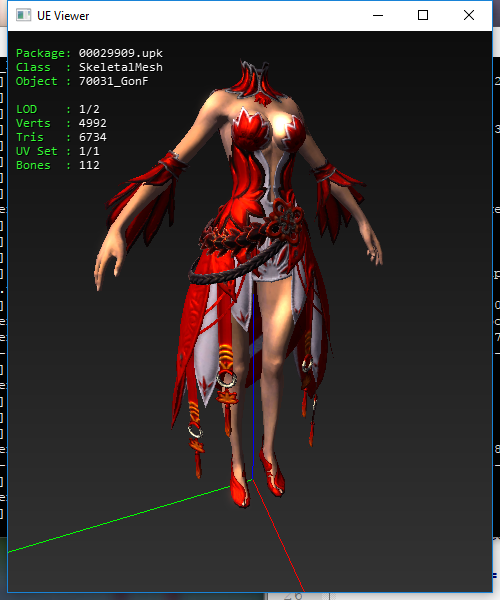 UE Viewer
Package: 00029909.upk
Class : SkeletalMesh
Object : 70031_GonF
LOD : 1/2
Verts : 4992
Tris : 6734
UV Set : 1/1
Bones : 112